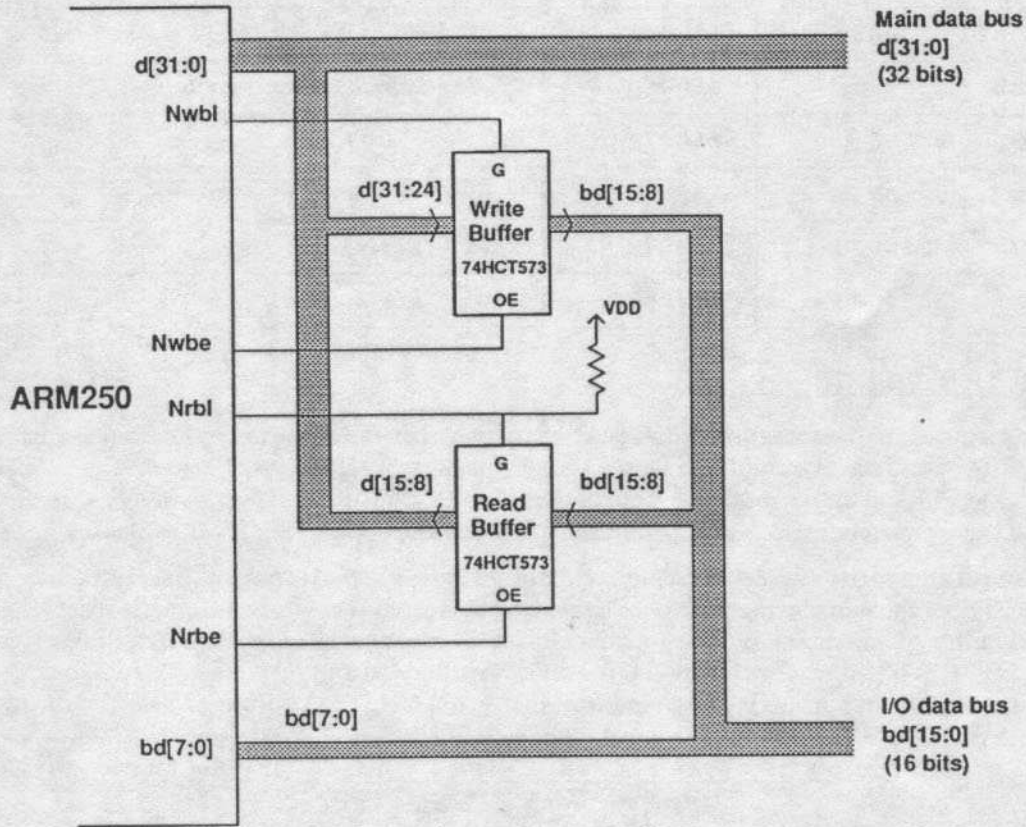 Main data bus
d[31:0]
(32 bits)
d[31:0]
Nwbl
G
d[31:24]
bd[15:8]
Write
Buffer
74HCT573
OE
VDD
Nwbe
ARM250
Nrbl
G
d[15:8]
bd[15:8]
Read
Buffer
74HCT573
OE
Nrbe
I/O data bus
bd[15:0]
(16 bits)
bd[7:0]
bd[7:0]